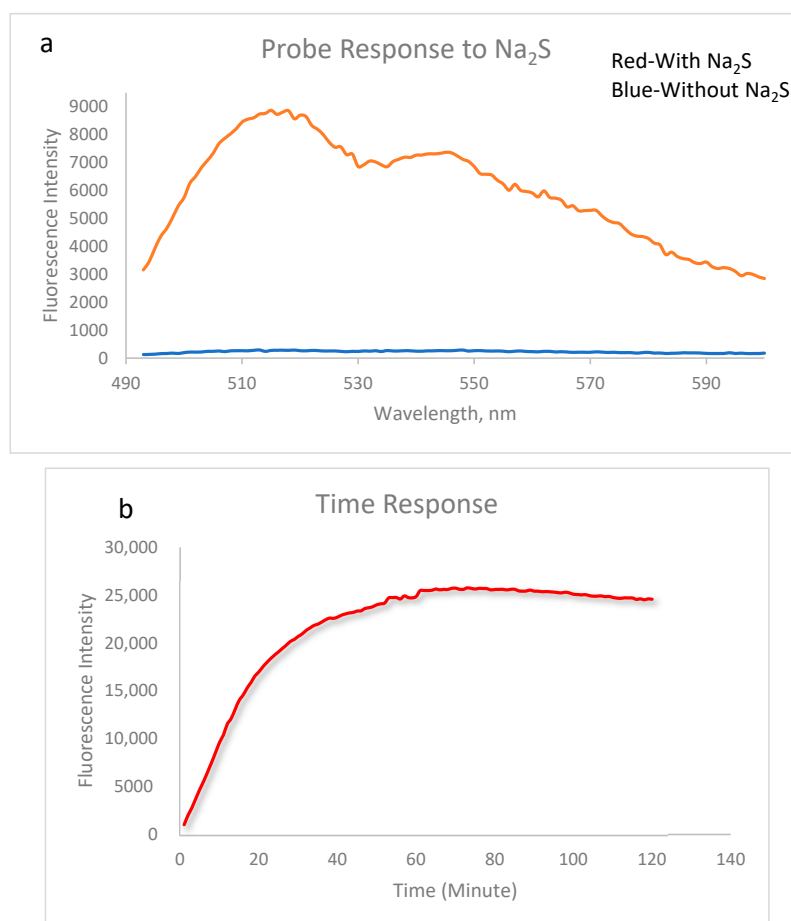 a
Probe Response to Na₂S
Red-With Na₂S
Blue-Without Na₂S
Fluorescence Intensity
9000
8000
7000
6000
5000
4000
3000
2000
1000
0
490 510 530 550 570 590
Wavelength, nm
b
Time Response
Fluorescence Intensity
30,000
25,000
20,000
15,000
10,000
5000
0
0 20 40 60 80 100 120 140
Time (Minute)